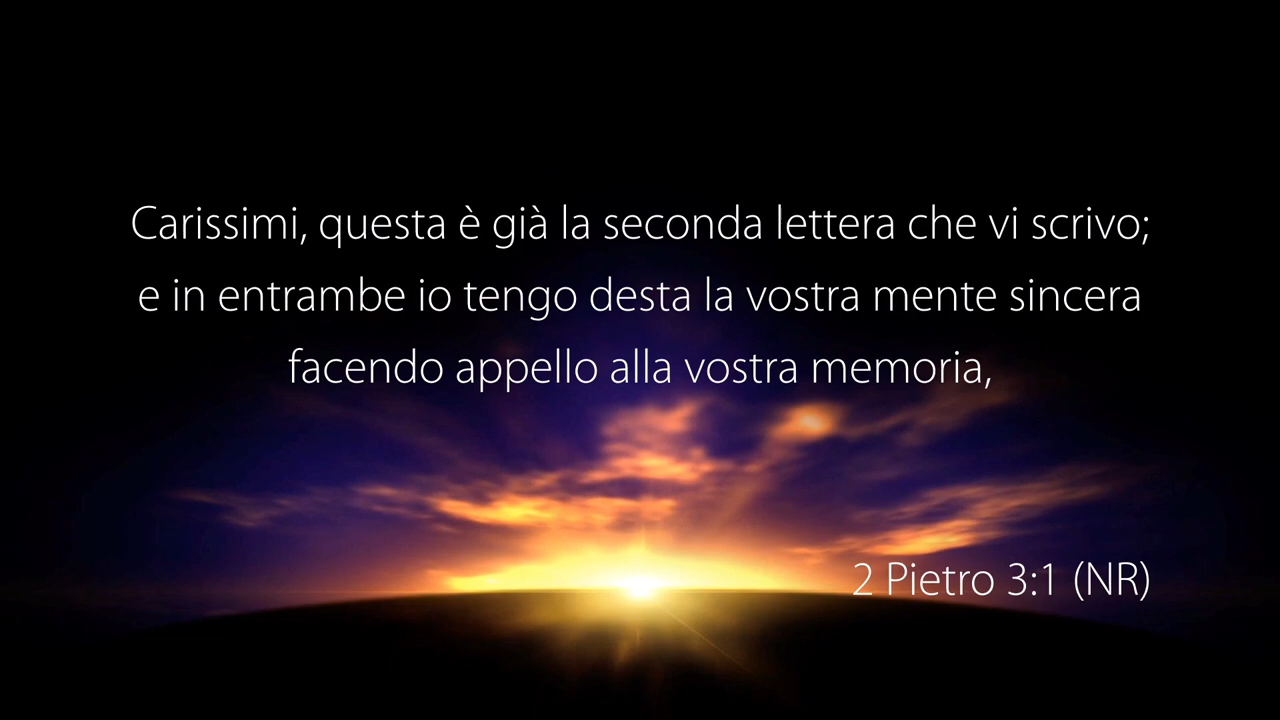 Carissimi, questa è già la seconda lettera che vi scrivo;
e in entrambe io tengo desta la vostra mente sincera
facendo appello alla vostra memoria,
2 Pietro 3:1 (NR)